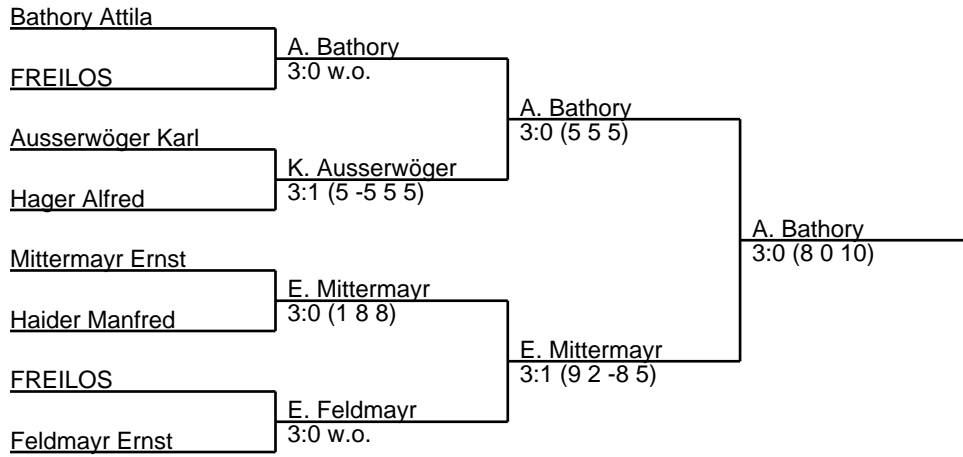 Bathory Attila
FREILOS
A. Bathory
3:0 w.o.
Ausserwöger Karl
Hager Alfred
K. Ausserwöger
3:1 (5 -5 5 5)
A. Bathory
3:0 (5 5 5)
Mittermayr Ernst
Haider Manfred
E. Mittermayr
3:0 (1 8 8)
FREILOS
Feldmayr Ernst
E. Feldmayr
3:0 w.o.
E. Mittermayr
3:1 (9 2 -8 5)
A. Bathory
3:0 (8 0 10)